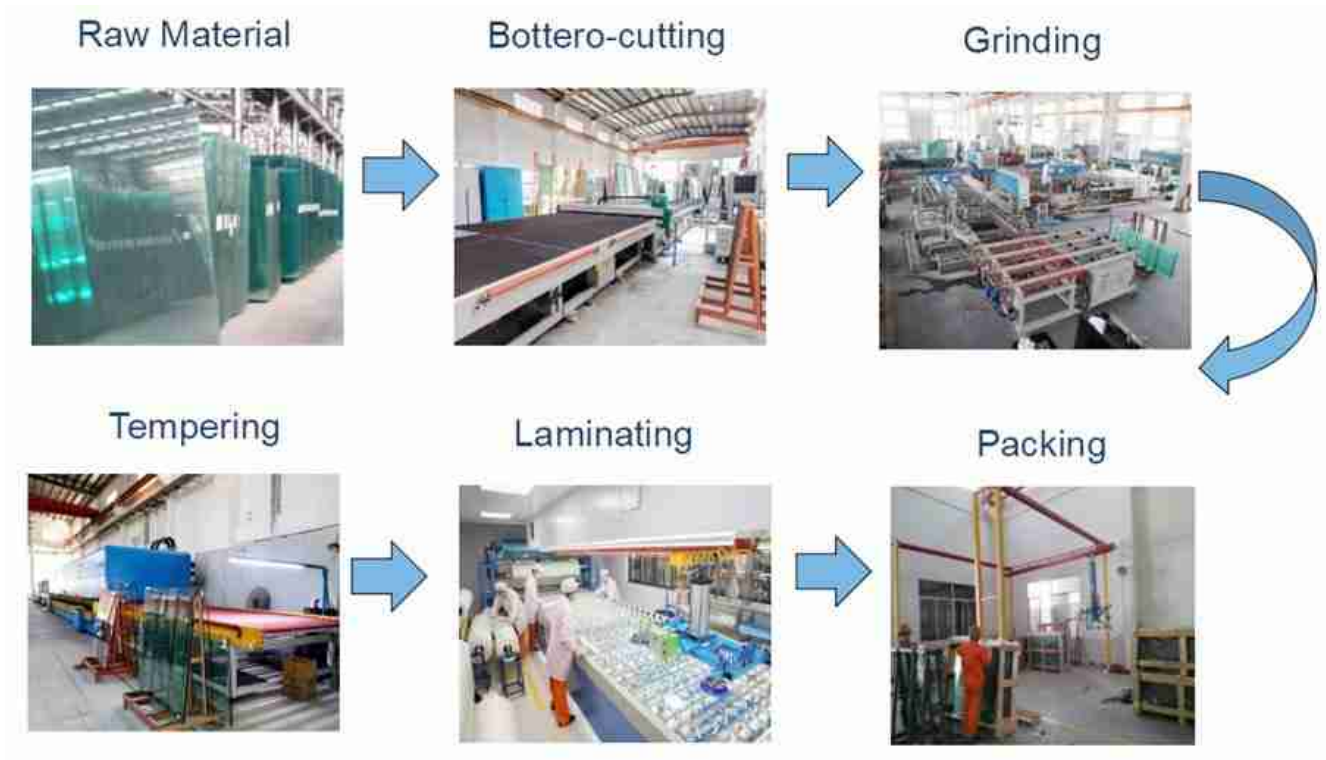 Raw Material
Bottero-cutting
Grinding
Tempering
Laminating
Packing